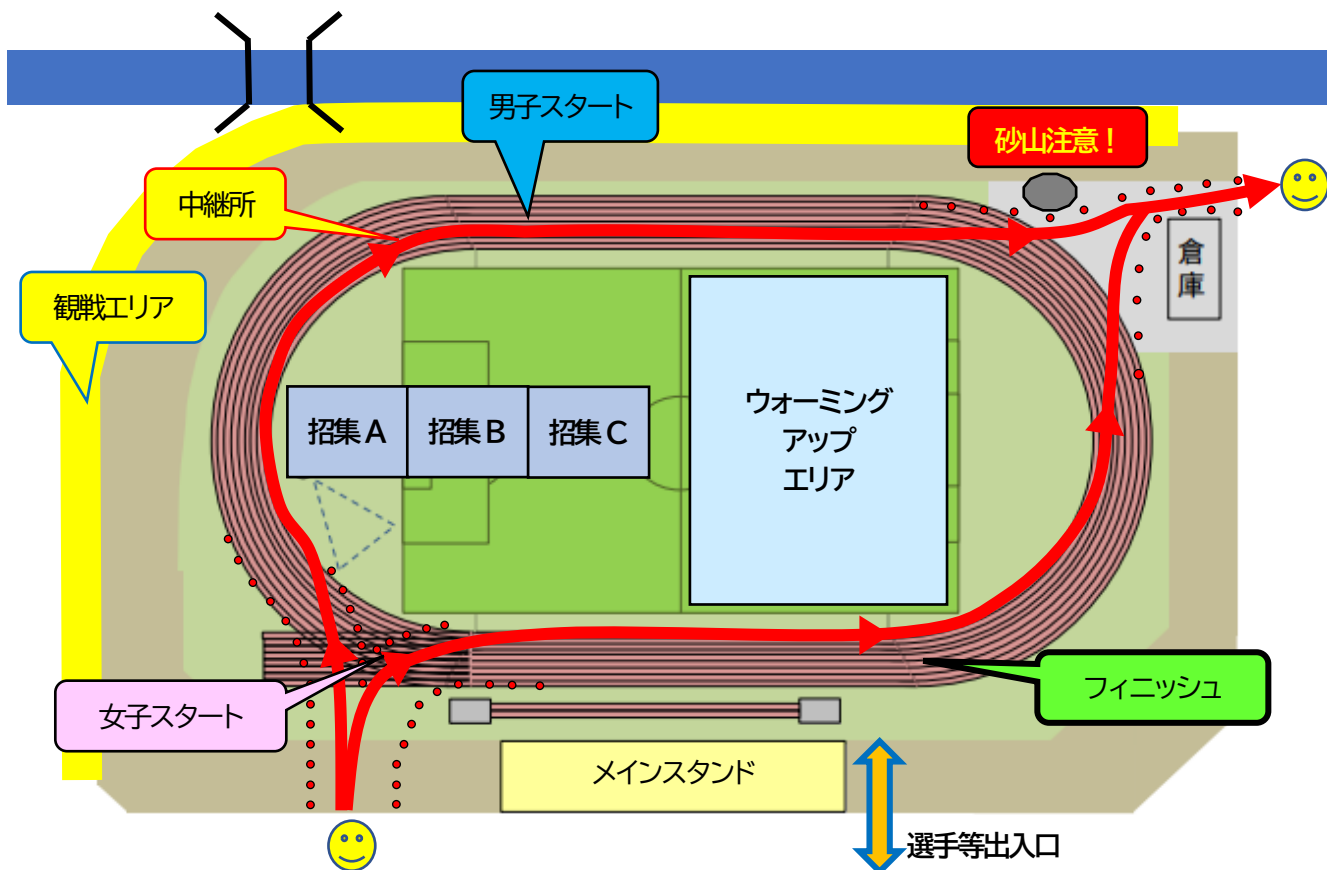 男子スタート
砂山注意！
中継所
倉
庫
観戦エリア
招集A
招集B
招集C
ウォーミング
アップ
エリア
女子スタート
フィニッシュ
メインスタンド
選手等出入口